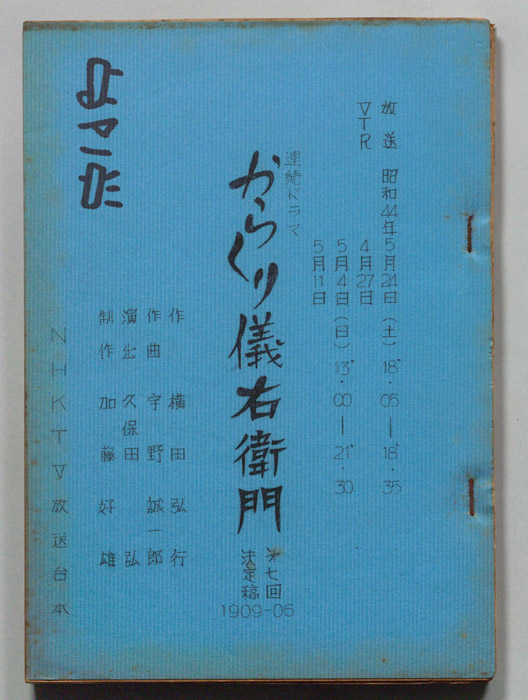 放送　昭和44年5月24日（土）18°・05—18°・35
VTR　4月27日
5月4日（日）13°・00—21°・30
5月11日
連続ドラマ
からくり儀右衛門
第七回
決定稿
1909-06
作　横田弘行
作曲　宇野誠一郎
演出　久保田弘
制作　加藤好雄
NHKTV放送台本